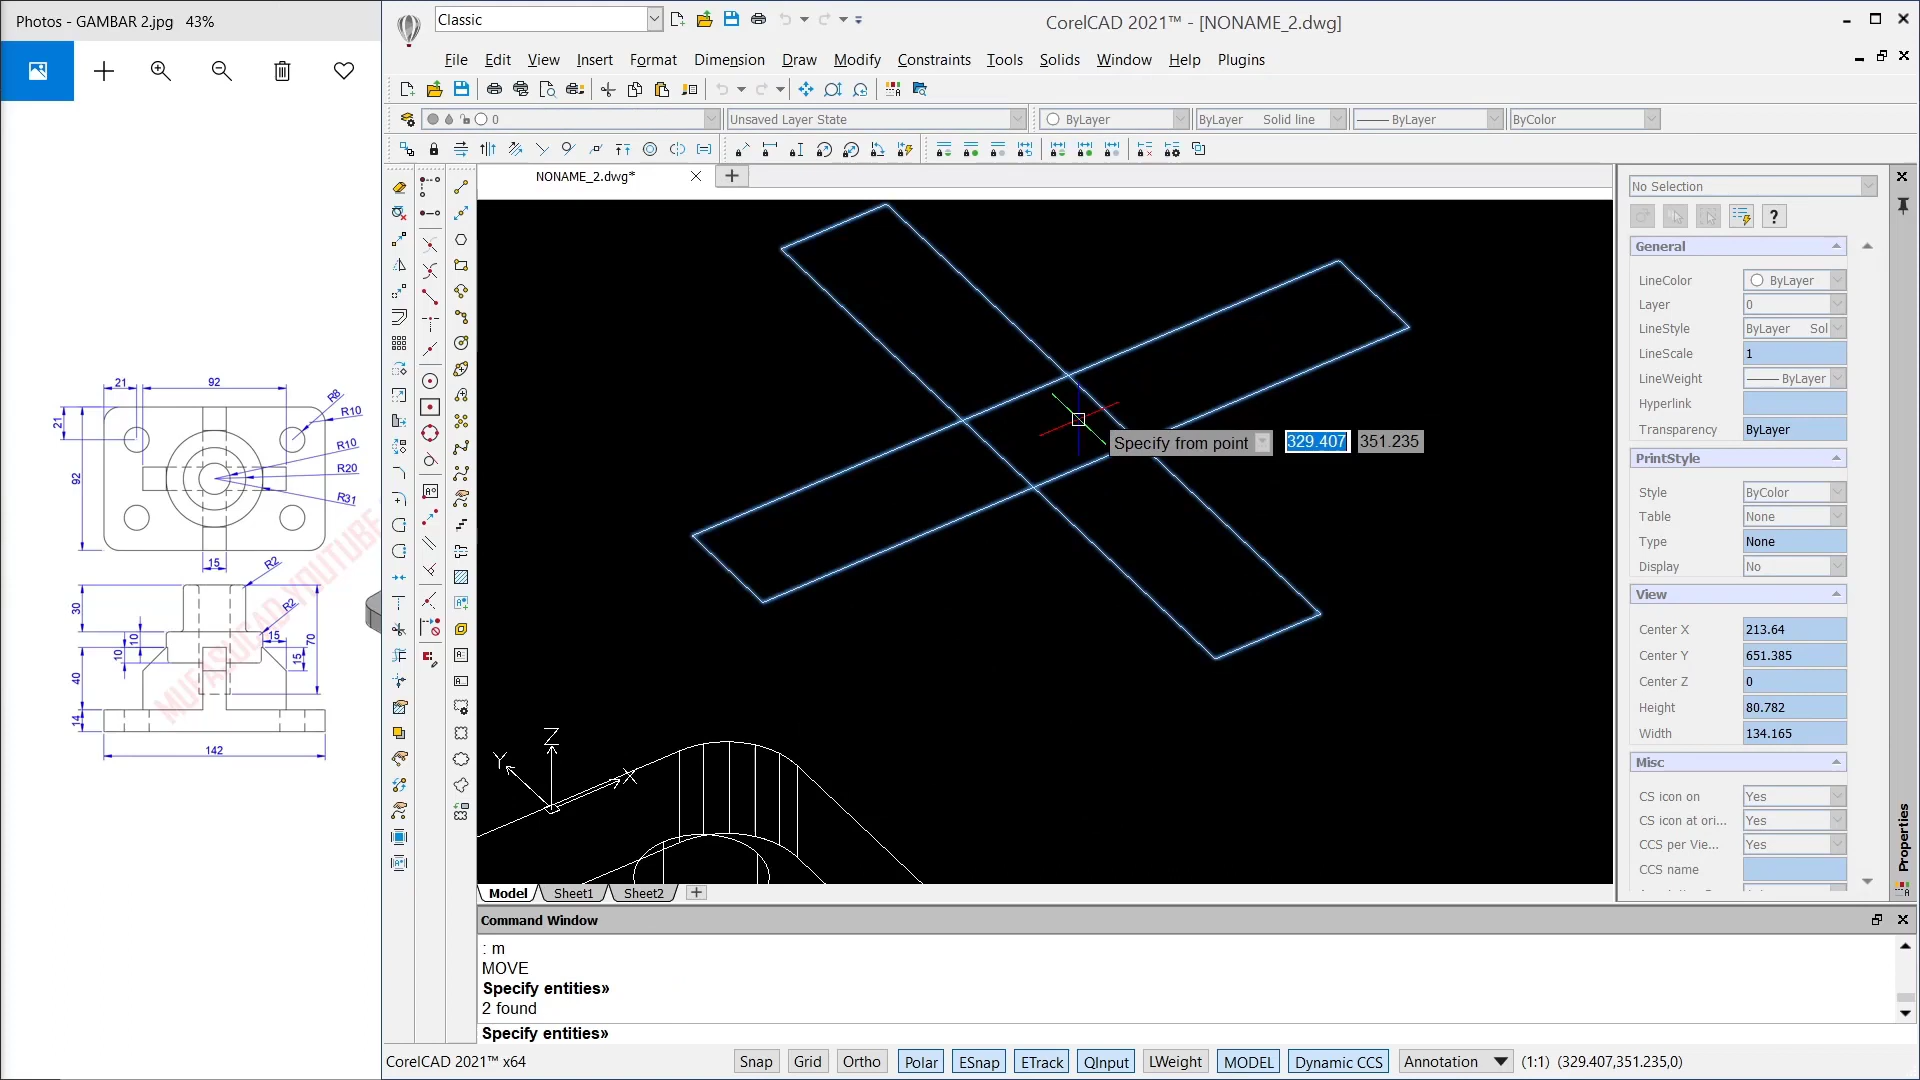 Photos - GAMBAR 2.jpg   43%
Classic
CorelCAD 2021™ - [NONAME_2.dwg]
File Edit View Insert Format Dimension Draw Modify Constraints Tools Solids Window Help Plugins
0
Unsaved Layer State
ByLayer
ByLayer Solid line
ByLayer
ByColor
NONAME_2.dwg*
No Selection
General
LineColor ByLayer
Layer 0
LineStyle ByLayer Sol
LineScale 1
LineWeight ByLayer
Hyperlink
Transparency ByLayer
PrintStyle
Style ByColor
Table None
Type None
Display No
View
Center X 213.64
Center Y 651.385
Center Z 0
Height 80.782
Width 134.165
Misc
CS icon on Yes
CS icon at ori... Yes
CCS per Vie... Yes
CCS name
Properties
Specify from point 329.407 351.235
Z
Y
X
21 92 R8
R10
21
R10
92
R20
R31
15
R2
30
R2
10
15
70
10
15
40
14
142
MUFASUCAD YOUTUBE
Model Sheet1 Sheet2
Command Window
: m
MOVE
Specify entities»
2 found
Specify entities»
CorelCAD 2021™ x64
Snap Grid Ortho Polar ESnap ETrack QInput LWeight MODEL Dynamic CCS Annotation (1:1) (329.407,351.235,0)